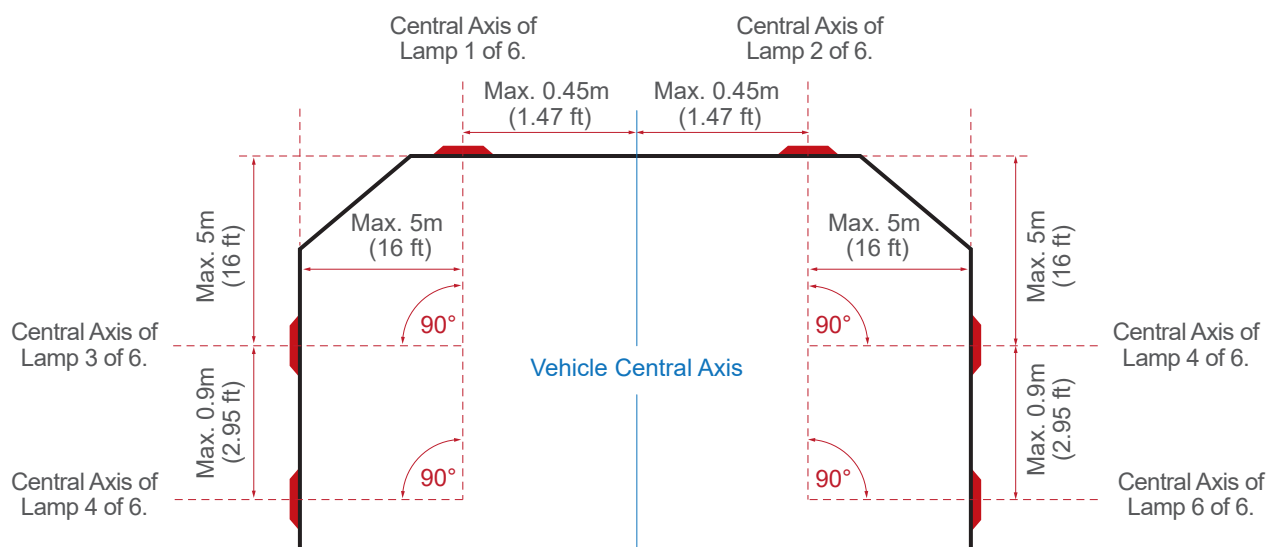 Central Axis of
Lamp 1 of 6.
Central Axis of
Lamp 2 of 6.
Max. 0.45m
(1.47 ft)
Max. 0.45m
(1.47 ft)
Max. 5m
(16 ft)
Max. 5m
(16 ft)
Max. 5m
(16 ft)
Max. 5m
(16 ft)
Central Axis of
Lamp 3 of 6.
90°
90°
Central Axis of
Lamp 4 of 6.
Vehicle Central Axis
Max. 0.9m
(2.95 ft)
Max. 0.9m
(2.95 ft)
Central Axis of
Lamp 4 of 6.
90°
90°
Central Axis of
Lamp 6 of 6.